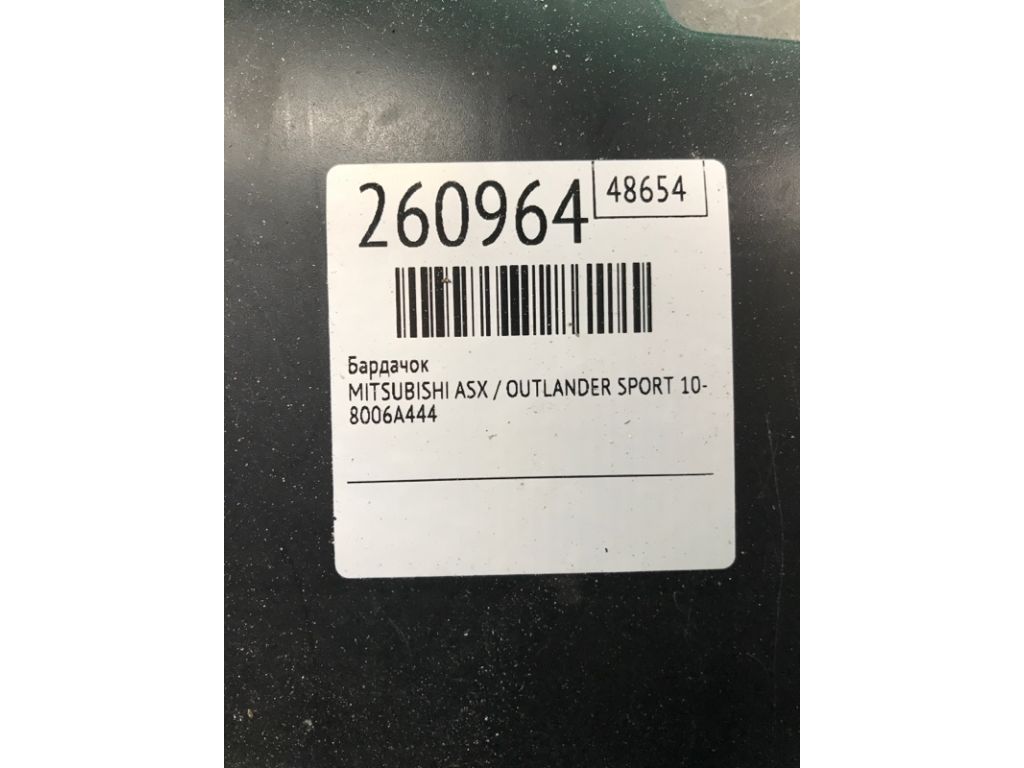 260964
48654
Бардачок
MITSUBISHI ASX / OUTLANDER SPORT 10-
8006A444